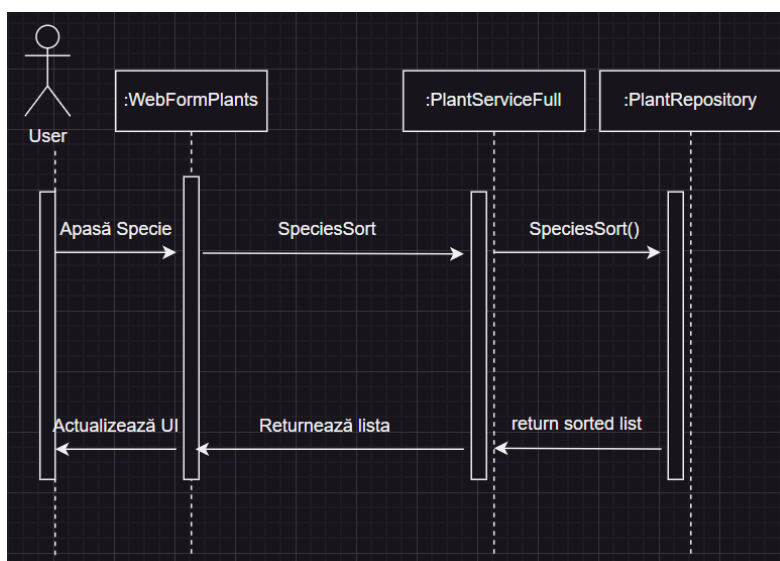 :WebFormPlants
:PlantServiceFull
:PlantRepository
User
Apasă Specie
SpeciesSort
SpeciesSort()
Actualizează UI
Returnează lista
return sorted list